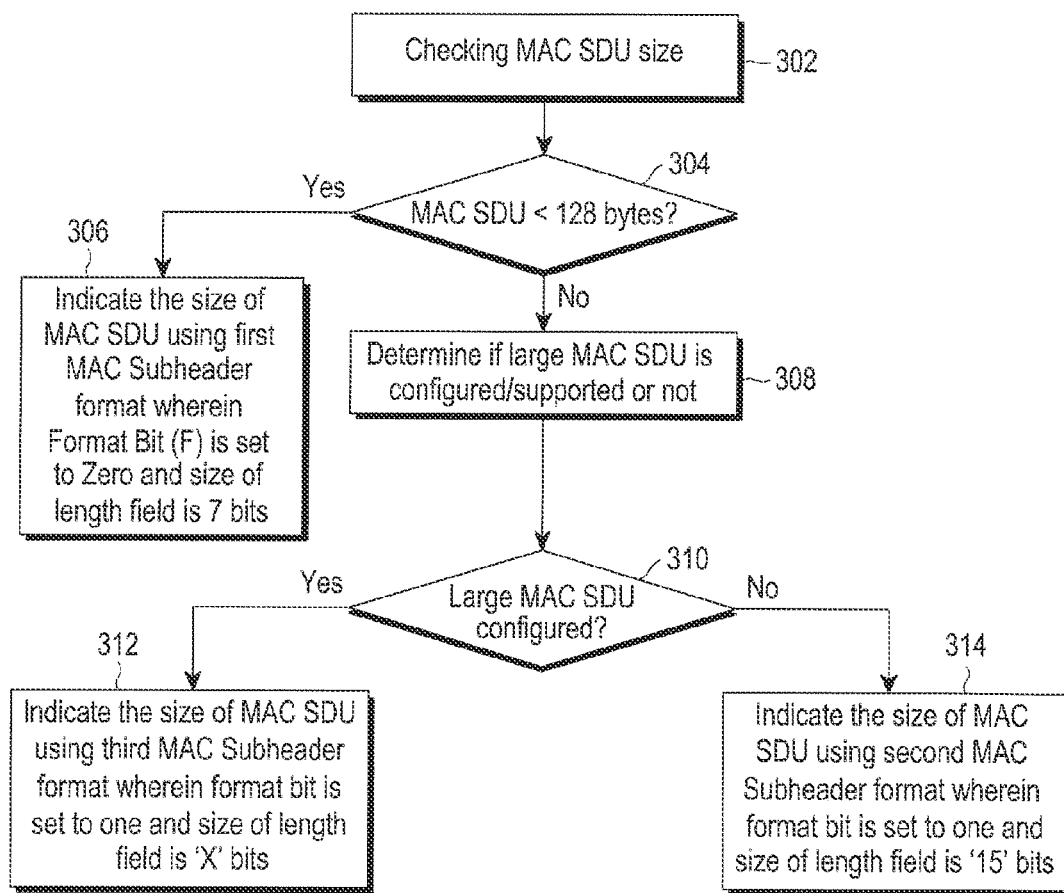 Checking MAC SDU size
302
304
Yes
MAC SDU < 128 bytes?
306
Indicate the size of
MAC SDU using first
MAC Subheader
format wherein
Format Bit (F) is set
to Zero and size of
length field is 7 bits
No
Determine if large MAC SDU is
configured/supported or not
308
310
Yes
Large MAC SDU
configured?
No
312
Indicate the size of MAC SDU
using third MAC Subheader
format wherein format bit is
set to one and size of length
field is 'X' bits
314
Indicate the size of MAC
SDU using second MAC
Subheader format wherein
format bit is set to one and
size of length field is '15' bits